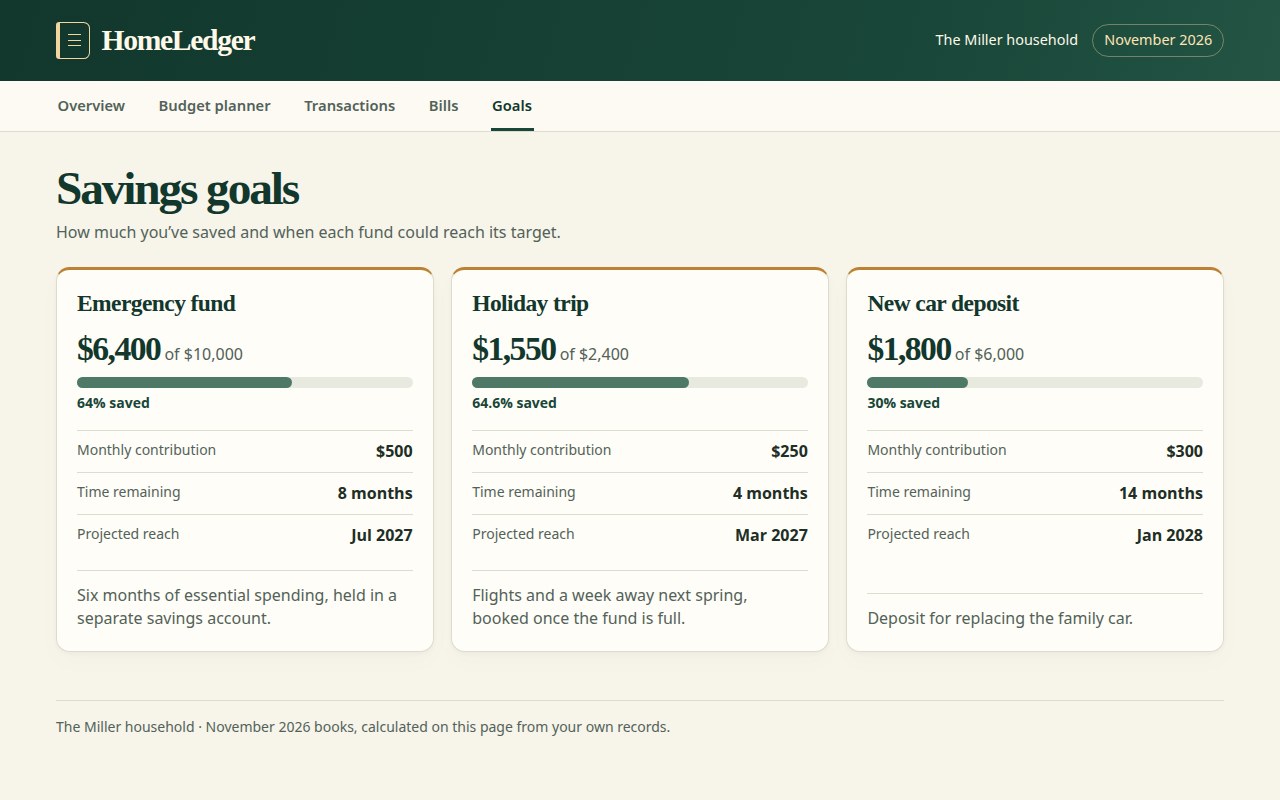 HomeLedger
The Miller household
November 2026
Overview
Budget planner
Transactions
Bills
Goals
Savings goals
How much you’ve saved and when each fund could reach its target.
Emergency fund
$6,400 of $10,000
64% saved
Monthly contribution $500
Time remaining 8 months
Projected reach Jul 2027
Six months of essential spending, held in a
separate savings account.
Holiday trip
$1,550 of $2,400
64.6% saved
Monthly contribution $250
Time remaining 4 months
Projected reach Mar 2027
Flights and a week away next spring,
booked once the fund is full.
New car deposit
$1,800 of $6,000
30% saved
Monthly contribution $300
Time remaining 14 months
Projected reach Jan 2028
Deposit for replacing the family car.
The Miller household · November 2026 books, calculated on this page from your own records.